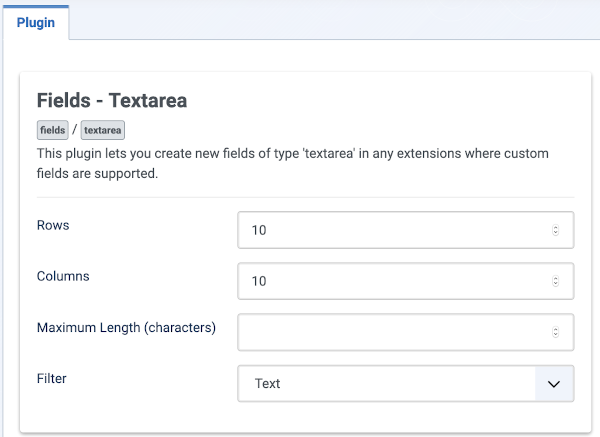 Plugin
Fields - Textarea
fields / textarea
This plugin lets you create new fields of type 'textarea' in any extensions where custom
fields are supported.
Rows
10
Columns
10
Maximum Length (characters)
Filter
Text